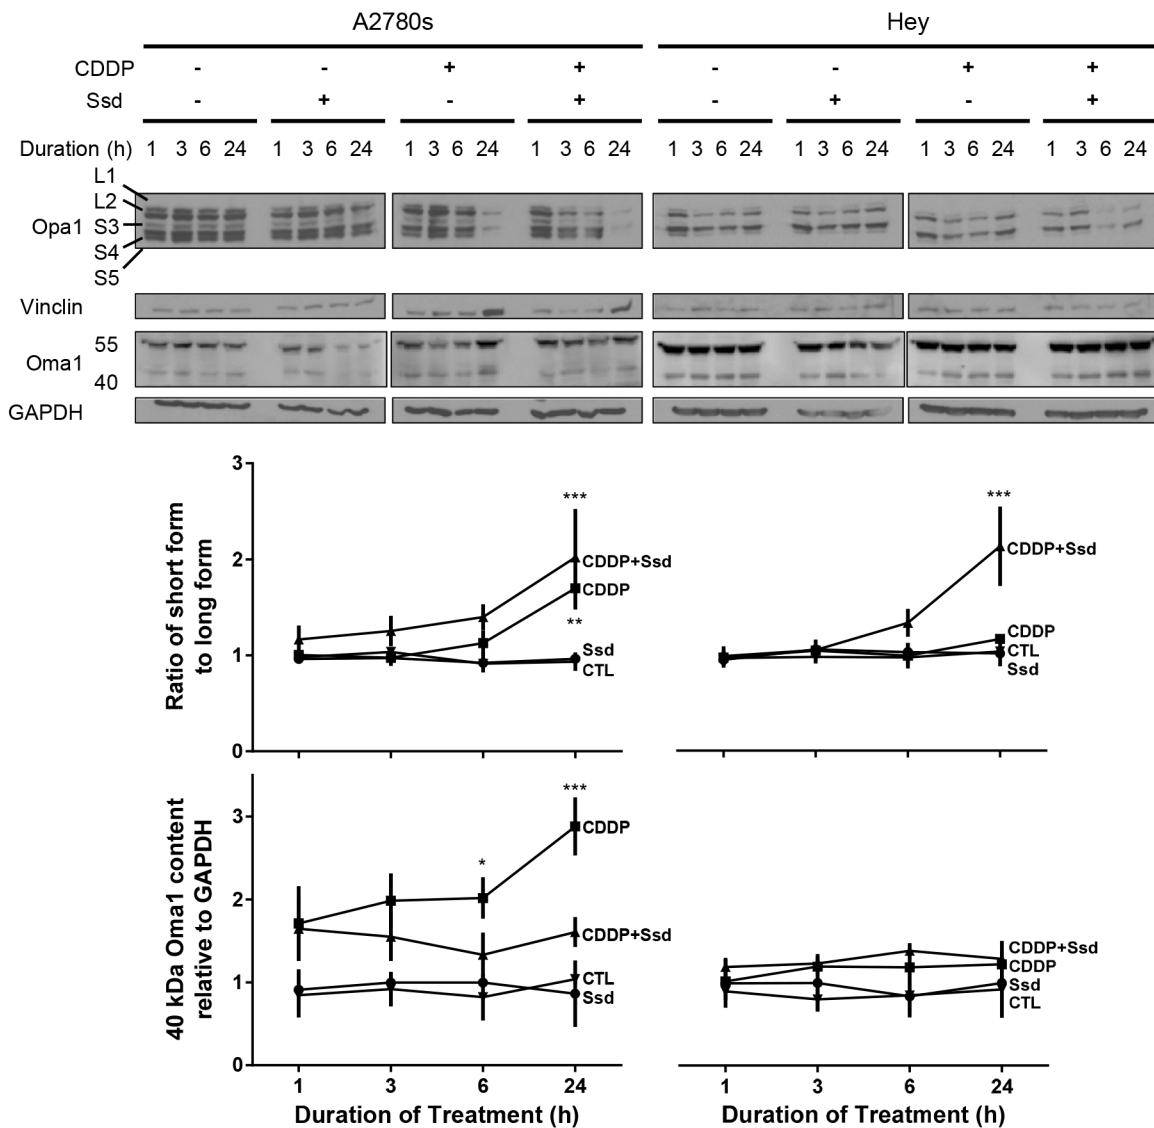 A2780s Hey
CDDP - - + + - - + +
Ssd - + - + - + - +
Duration (h) 1 3 6 24 1 3 6 24 1 3 6 24 1 3 6 24 1 3 6 24 1 3 6 24 1 3 6 24 1 3 6 24
L1
L2
Opa1 S3
S4
S5
Vinclin
55
Oma1
40
GAPDH
Ratio of short form
to long form
3
2
1
0
***
CDDP+Ssd
CDDP
**
Ssd
CTL
***
CDDP+Ssd
CDDP
CTL
Ssd
40 kDa Oma1 content
relative to GAPDH
3
2
1
0
***
CDDP
*
CDDP+Ssd
CTL
Ssd
1 3 6 24
Duration of Treatment (h)
CDDP+Ssd
CDDP
Ssd
CTL
1 3 6 24
Duration of Treatment (h)